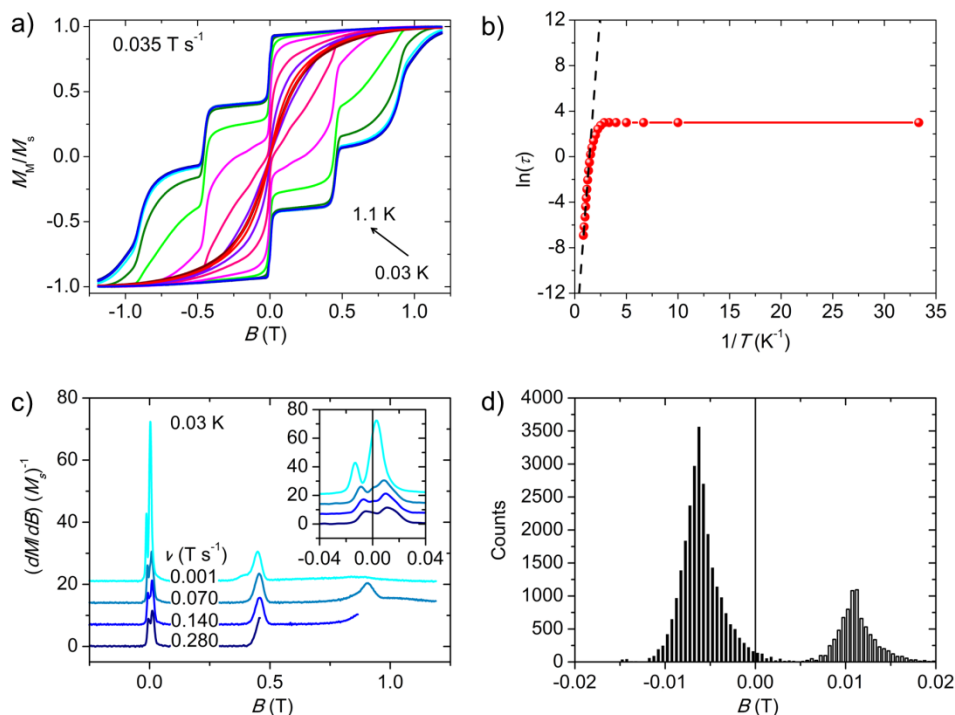 a)
0.035 T s⁻¹
1.0
0.5
0.0
-0.5
-1.0
M_M/M_s
1.1 K
0.03 K
-1.0 -0.5 0.0 0.5 1.0
B (T)
b)
12
8
4
0
-4
-8
-12
ln(τ)
0 5 10 15 20 25 30 35
1/T (K⁻¹)
c)
80
60
40
20
0
(dM/dB) (M_s)⁻¹
0.03 K
ν (T s⁻¹)
0.001
0.070
0.140
0.280
80
60
40
20
0
-0.04 0.00 0.04
0.0 0.5 1.0
B (T)
d)
4000
3500
3000
2500
2000
1500
1000
500
0
Counts
-0.02 -0.01 0.00 0.01 0.02
B (T)